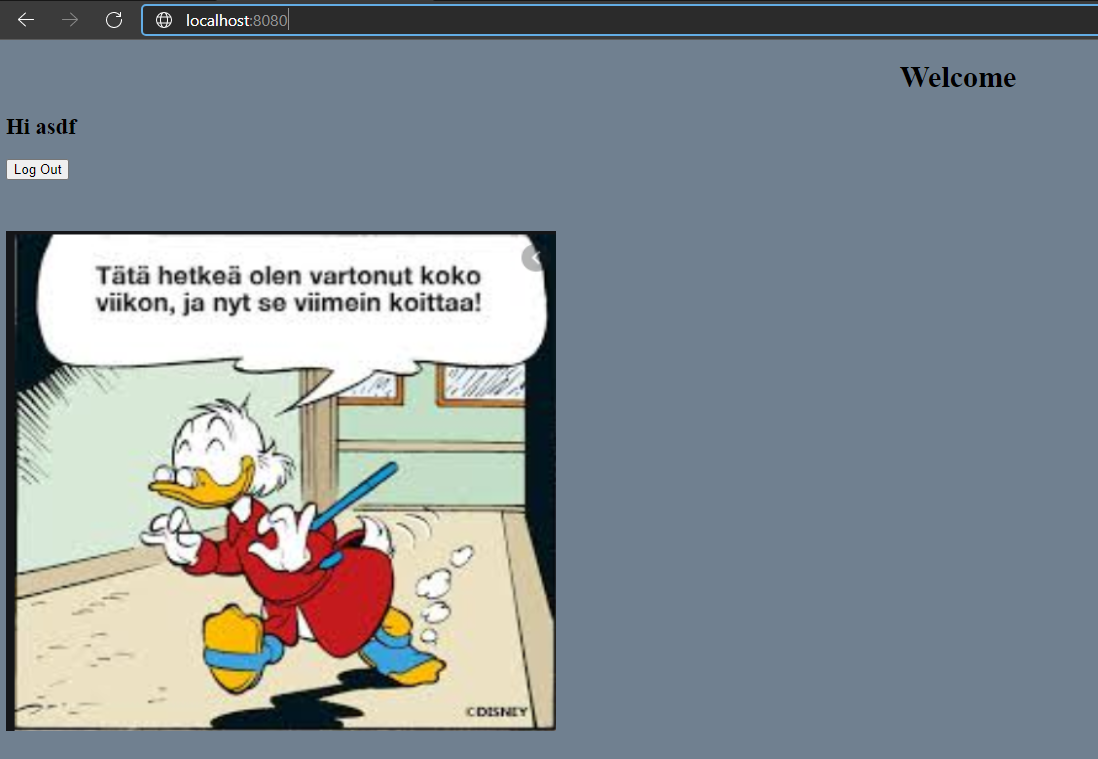 localhost:8080
Welcome
Hi asdf
Log Out
Tätä hetkeä olen vartonut koko
viikon, ja nyt se viimein koittaa!
©DISNEY